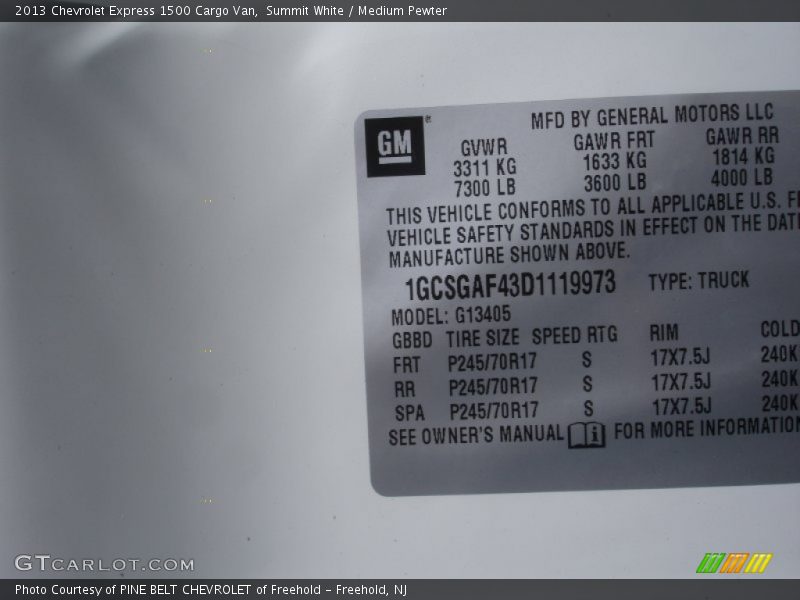 2013 Chevrolet Express 1500 Cargo Van,  Summit White / Medium Pewter
GM
MFD BY GENERAL MOTORS LLC
GVWR GAWR FRT GAWR RR
3311 KG 1633 KG 1814 KG
7300 LB 3600 LB 4000 LB
THIS VEHICLE CONFORMS TO ALL APPLICABLE U.S.
VEHICLE SAFETY STANDARDS IN EFFECT ON THE
MANUFACTURE SHOWN ABOVE.
1GCSGAF43D1119973 TYPE: TRUCK
MODEL: G13405
GBBD TIRE SIZE SPEED RTG RIM COLD
FRT P245/70R17 S 17X7.5J 240K
RR P245/70R17 S 17X7.5J 240K
SPA P245/70R17 S 17X7.5J 240K
SEE OWNER'S MANUAL FOR MORE INFORMATION
GTCARLOT.COM
Photo Courtesy of PINE BELT CHEVROLET of Freehold – Freehold, NJ